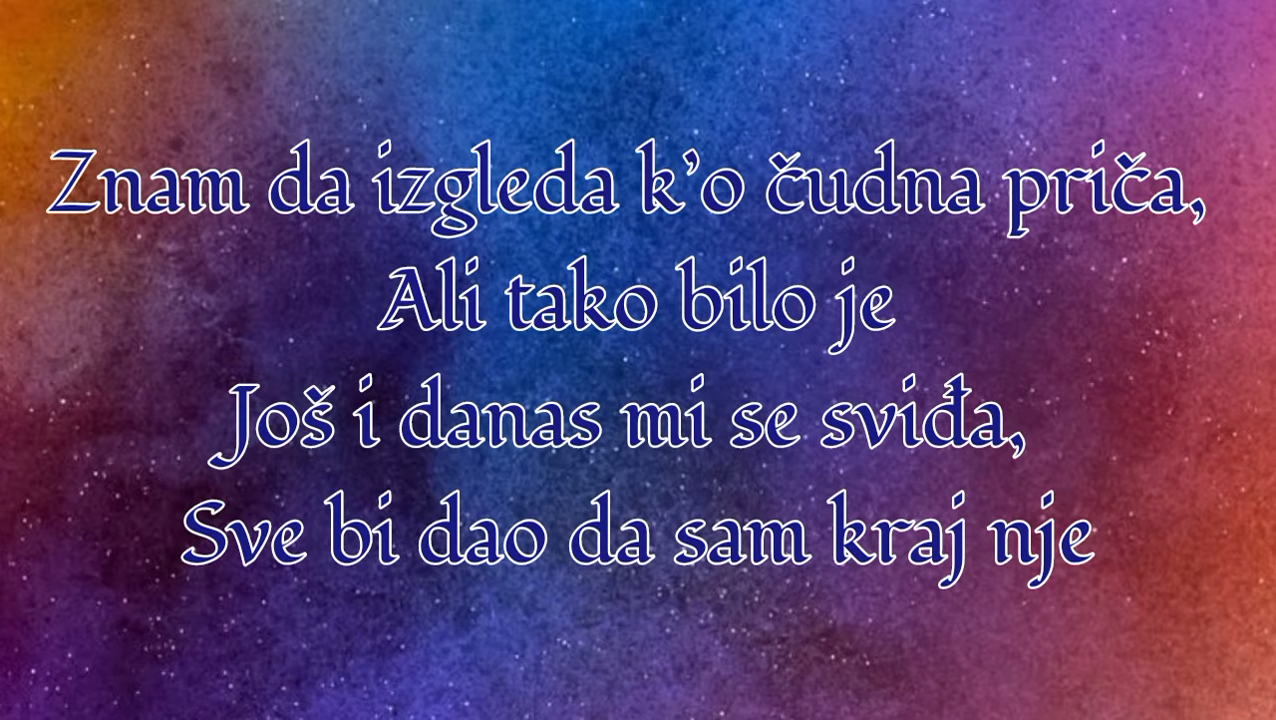 Znam da izgleda k’o čudna priča,
Ali tako bilo je
Još i danas mi se sviđa,
Sve bi dao da sam kraj nje